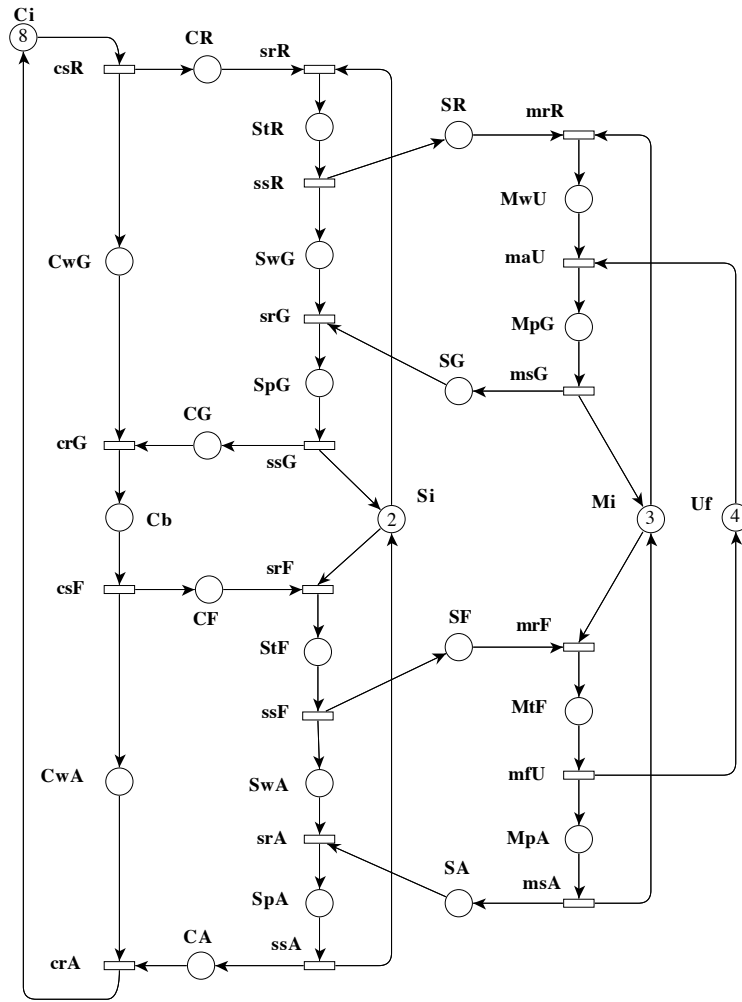 Ci
8
CR
srR
csR
SR
mrR
StR
ssR
MwU
CwG
SwG
maU
srG
MpG
SG
msG
SpG
CG
crG
ssG
Si
2
Mi
3
Uf
4
Cb
srF
csF
CF
SF
mrF
StF
ssF
MtF
CwA
SwA
mfU
srA
MpA
SA
msA
SpA
CA
ssA
crA